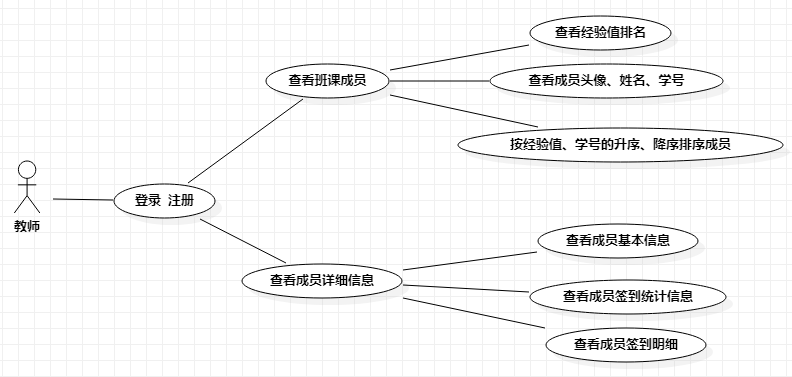 查看经验值排名
查看班课成员
查看成员头像、姓名、学号
按经验值、学号的升序、降序排序成员
教师
登录 注册
查看成员基本信息
查看成员详细信息
查看成员签到统计信息
查看成员签到明细